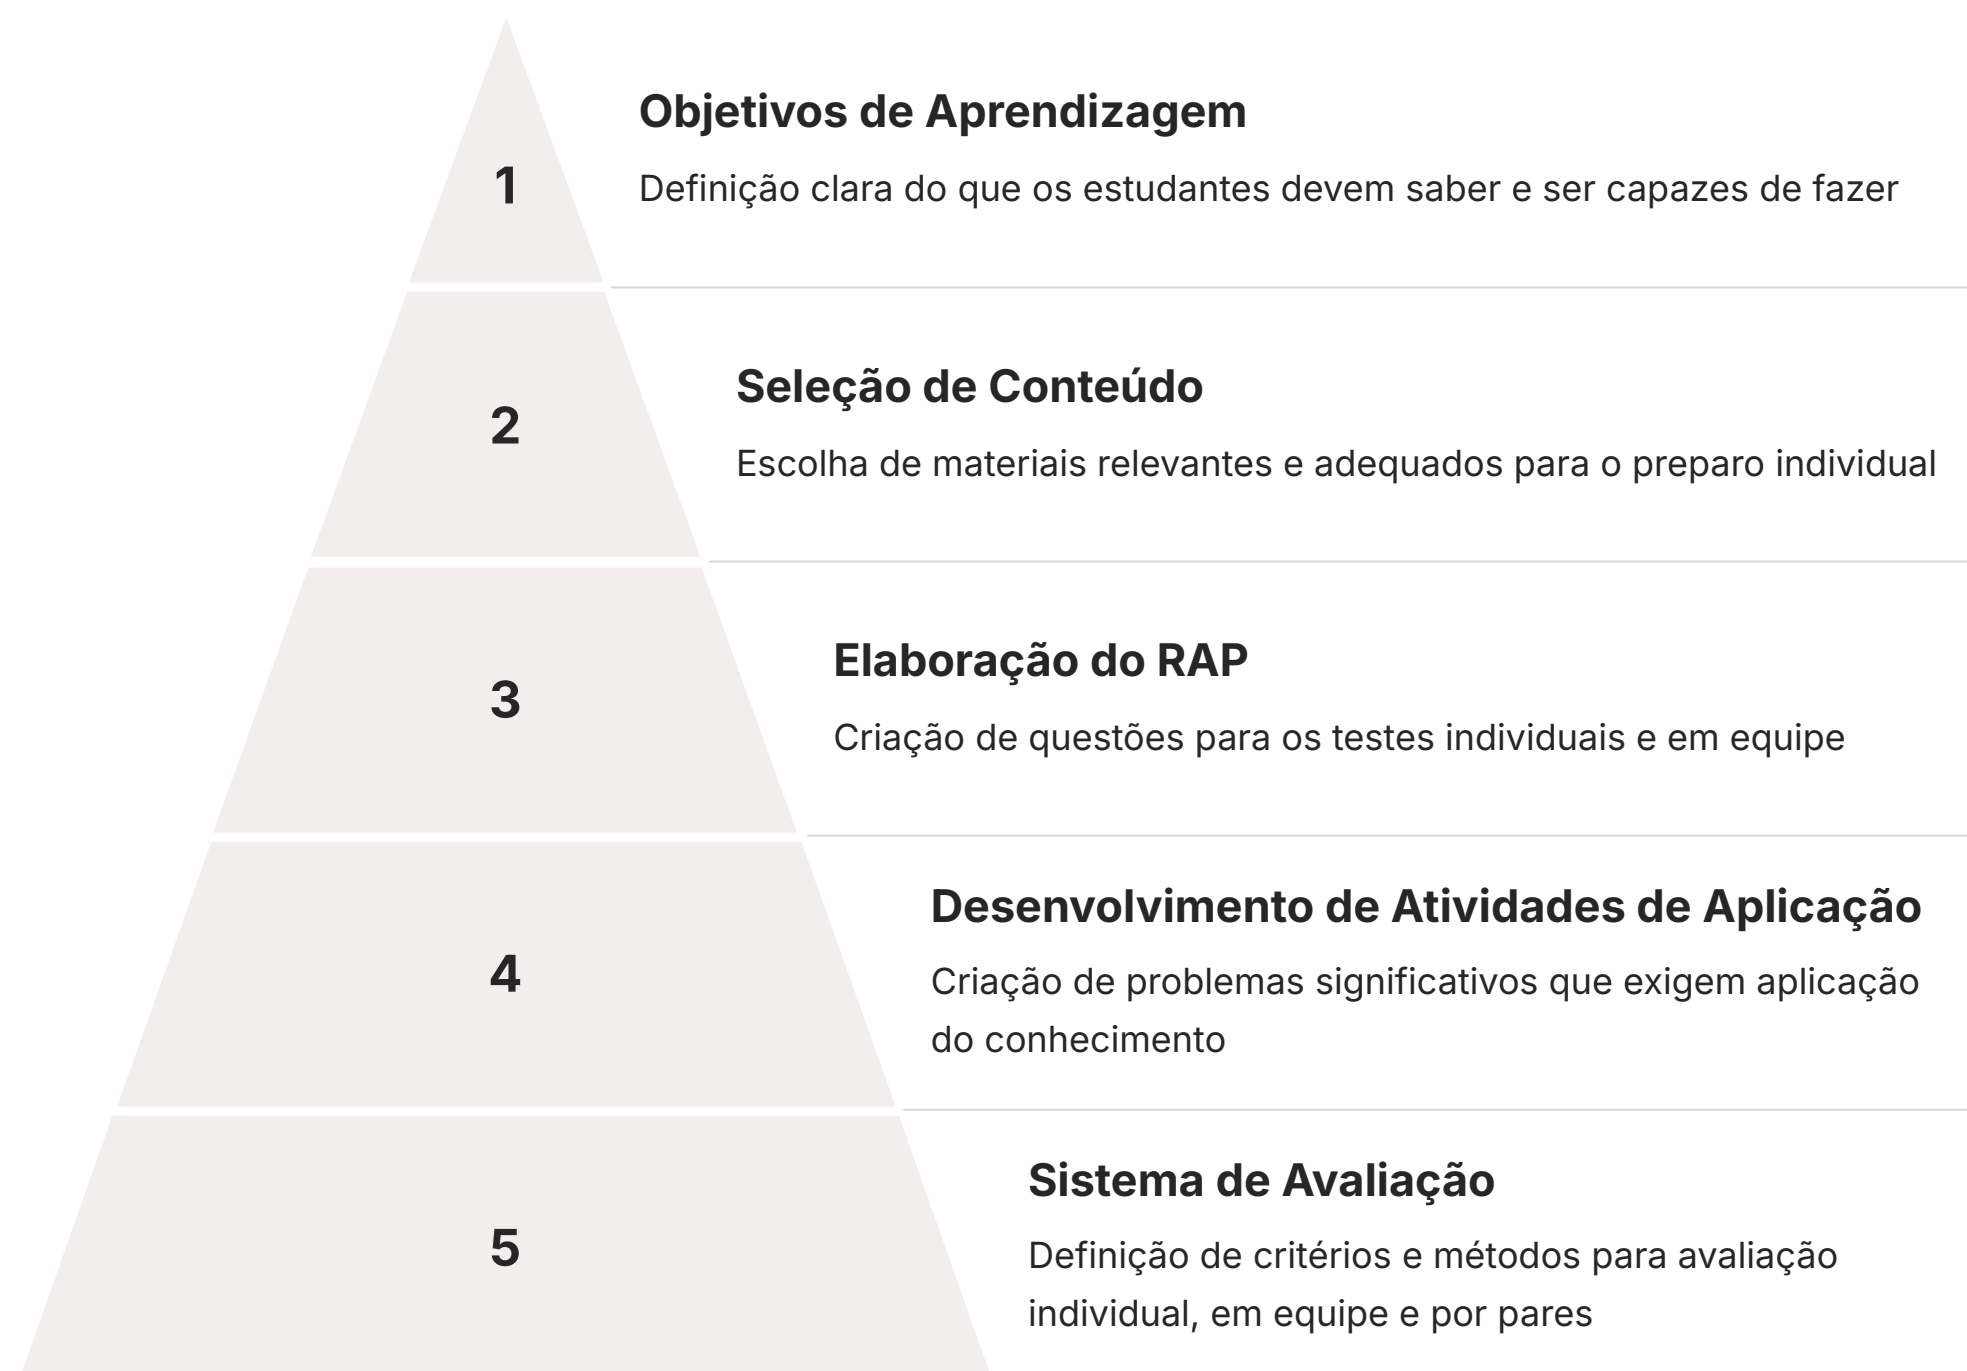 1
Objetivos de Aprendizagem
Definição clara do que os estudantes devem saber e ser capazes de fazer
2
Seleção de Conteúdo
Escolha de materiais relevantes e adequados para o preparo individual
3
Elaboração do RAP
Criação de questões para os testes individuais e em equipe
4
Desenvolvimento de Atividades de Aplicação
Criação de problemas significativos que exigem aplicação
do conhecimento
5
Sistema de Avaliação
Definição de critérios e métodos para avaliação
individual, em equipe e por pares